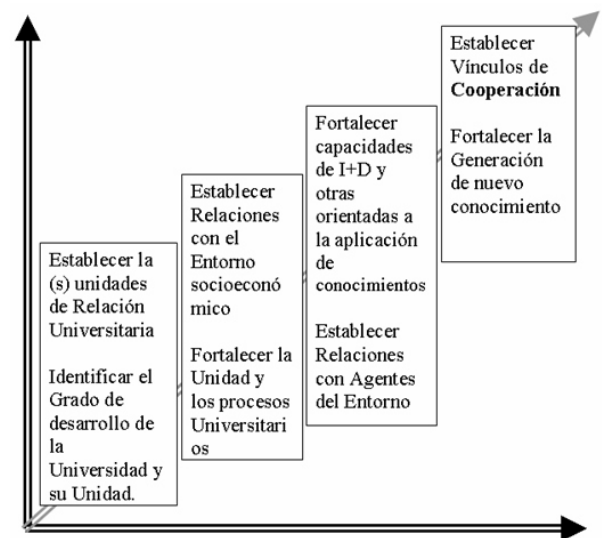 Establecer la
(s) unidades
de Relación
Universitaria
Identificar el
Grado de
desarrollo de
la
Universidad y
su Unidad.
Establecer
Relaciones
con el
Entorno
socioeconó
mico
Fortalecer la
Unidad y
los procesos
Universitari
os
Fortalecer
capacidades
de I+D y
otras
orientadas a
la aplicación
de
conocimientos
Establecer
Relaciones
con Agentes
del Entorno
Establecer
Vínculos de
Cooperación
Fortalecer la
Generación
de nuevo
conocimiento